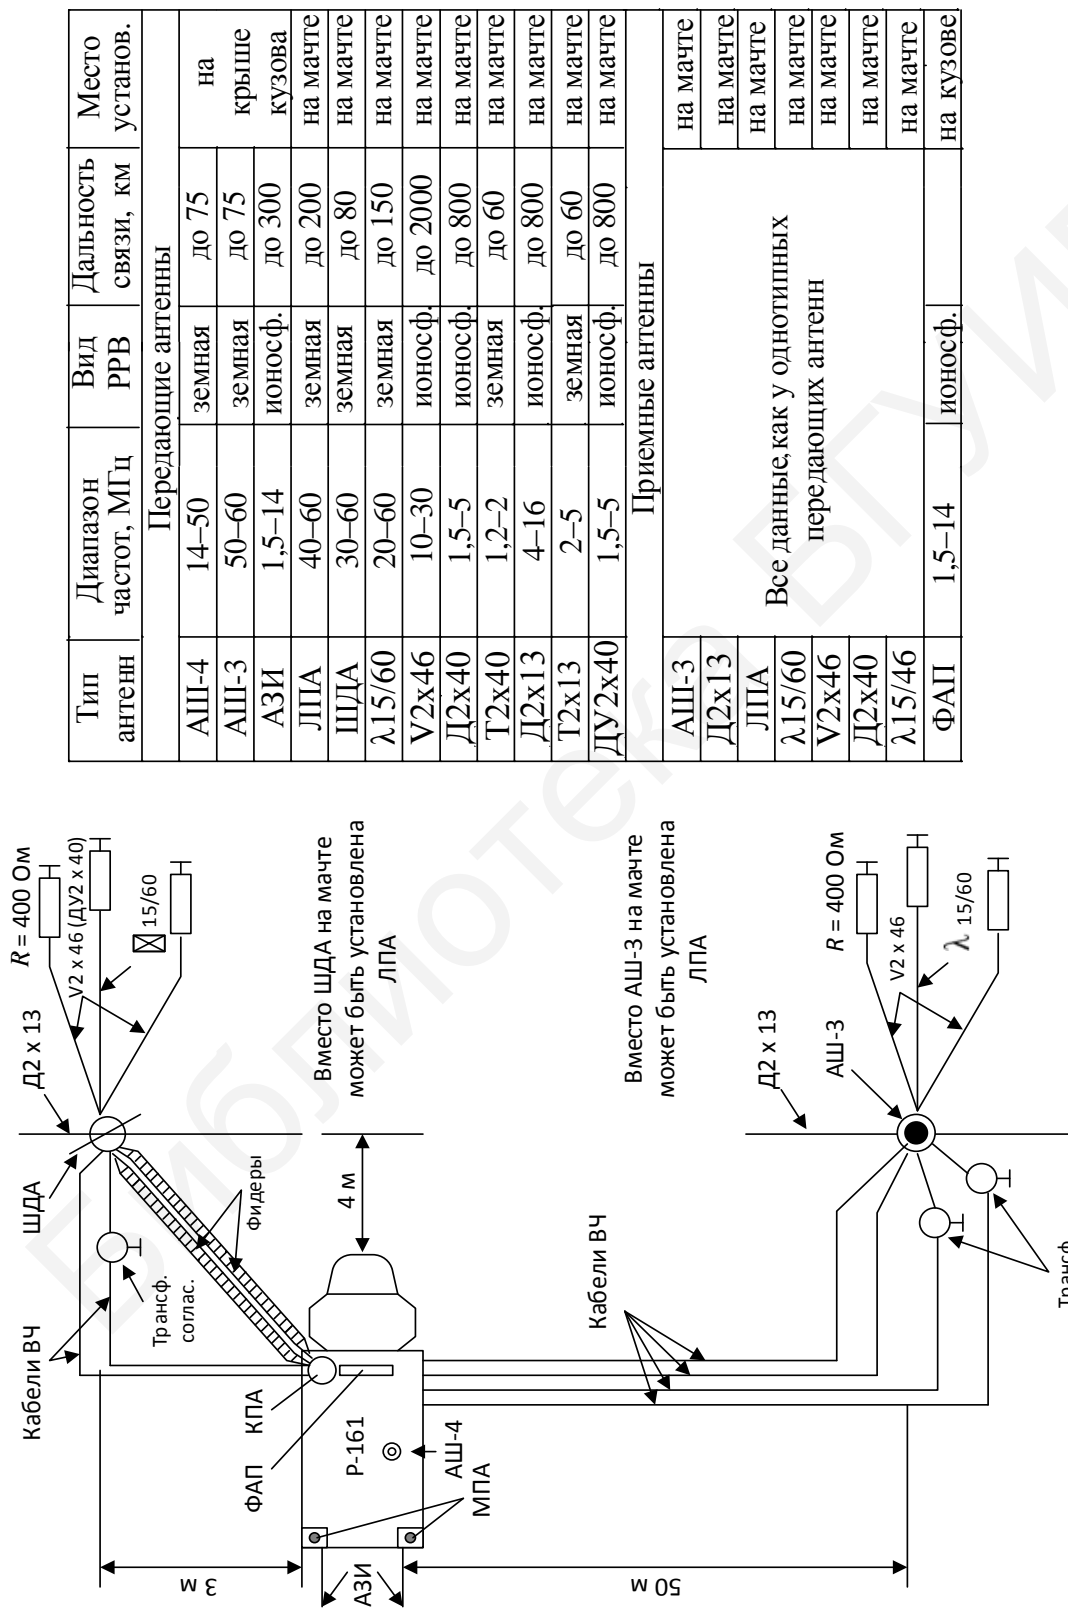 R = 400 Ом
V2 x 46 (ДУ2 x 40)
15/60
Д2 x 13
ШДА
Кабели ВЧ
Трансф.
соглас.
фидеры
Вместо ШДА на мачте
может быть установлена
ЛПА
4 м
3 м
КПА
ФАП
Р-161
АШ-4
МПА
АЗИ
50 м
Кабели ВЧ
Вместо АШ-3 на мачте
может быть установлена
ЛПА
Д2 x 13
АШ-3
R = 400 Ом
V2 x 46
λ 15/60
Тип антенн Диапазон частот, МГц Вид РРВ Дальность связи, км Место установ.
Передающие антенны
АШ-4 14–50 земная до 75 на
АШ-3 50–60 земная до 75 крыше
АЗИ 1,5–14 ионосф. до 300 кузова
ЛПА 40–60 земная до 200 на мачте
ШДА 30–60 земная до 80 на мачте
λ15/60 20–60 земная до 150 на мачте
V2x46 10–30 ионосф. до 2000 на мачте
Д2x40 1,5–5 ионосф. до 800 на мачте
Т2x40 1,2–2 земная до 60 на мачте
Д2x13 4–16 ионосф. до 800 на мачте
Т2x13 2–5 земная до 60 на мачте
ДУ2x40 1,5–5 ионосф. до 800 на мачте
Приемные антенны
АШ-3 на мачте
Д2x13 на мачте
ЛПА на мачте
λ15/60 Все данные,как у однотипных на мачте
V2x46 передающих антенн на мачте
Д2x40 на мачте
λ15/46 на мачте
ФАП 1,5–14 ионосф. на кузове